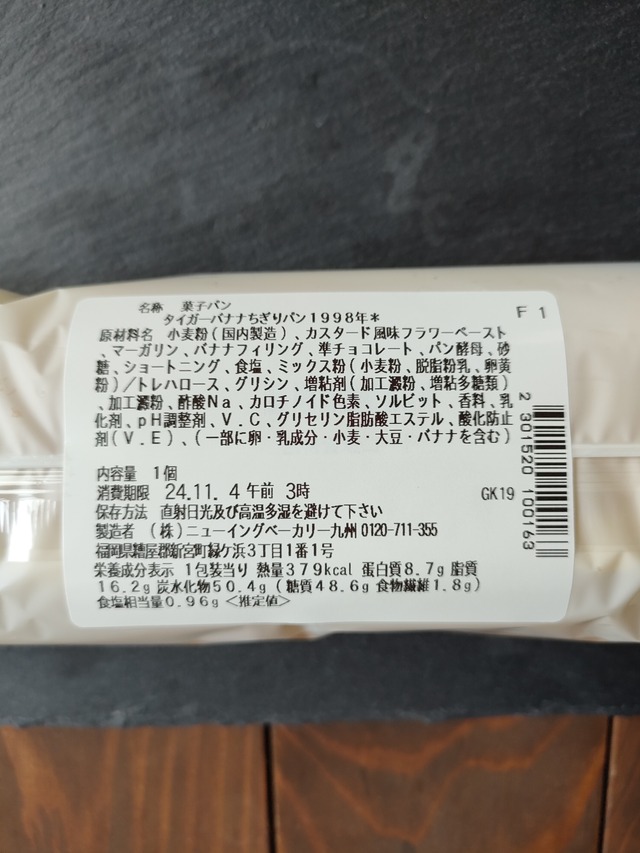 名称　菓子パン
タイガーバナナちぎりパン1998年*
F 1
原材料名　小麦粉(国内製造)、カスタード風味フラワーペースト
、マーガリン、バナナフィリング、準チョコレート、パン酵母、砂
糖、ショートニング、食塩、ミックス粉(小麦粉、脱脂粉乳、卵黄
粉)/トレハロース、グリシン、増粘剤(加工澱粉、増粘多糖類)
、加工澱粉、酢酸Na、カロチノイド色素、ソルビット、香料、乳
化剤、pH調整剤、V.C、グリセリン脂肪酸エステル、酸化防止
剤(V.E)、(一部に卵・乳成分・小麦・大豆・バナナを含む)
内容量　1個
消費期限　24.11. 4 午前 3時
GK19
保存方法　直射日光及び高温多湿を避けて下さい
製造者　(株)ニューイングベーカリー九州 0120-711-355
福岡県糟屋郡新宮町緑ケ浜3丁目1番1号
栄養成分表示 1包装当り 熱量379kcal 蛋白質8.7g 脂質
16.2g 炭水化物50.4g(糖質48.6g 食物繊維1.8g)
食塩相当量0.96g <推定値>
2 301520 100163